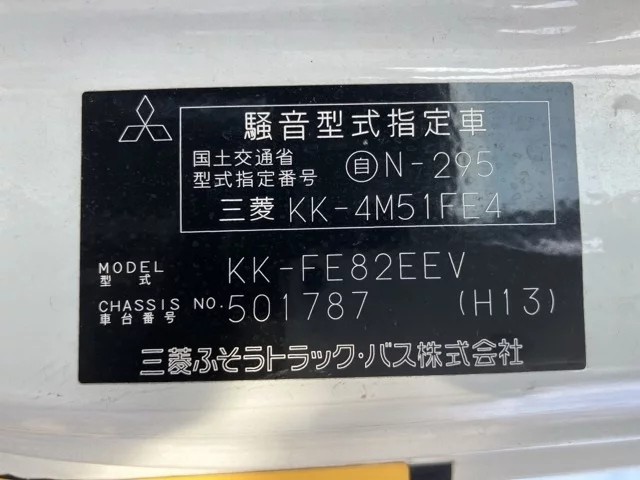 騒音型式指定車
国土交通省
型式指定番号 自N-295
三菱 KK-4M51FE4
MODEL
型式 KK-FE82EEV
CHASSIS NO.
車台番号 501787 (H13)
三菱ふそうトラック・バス株式会社